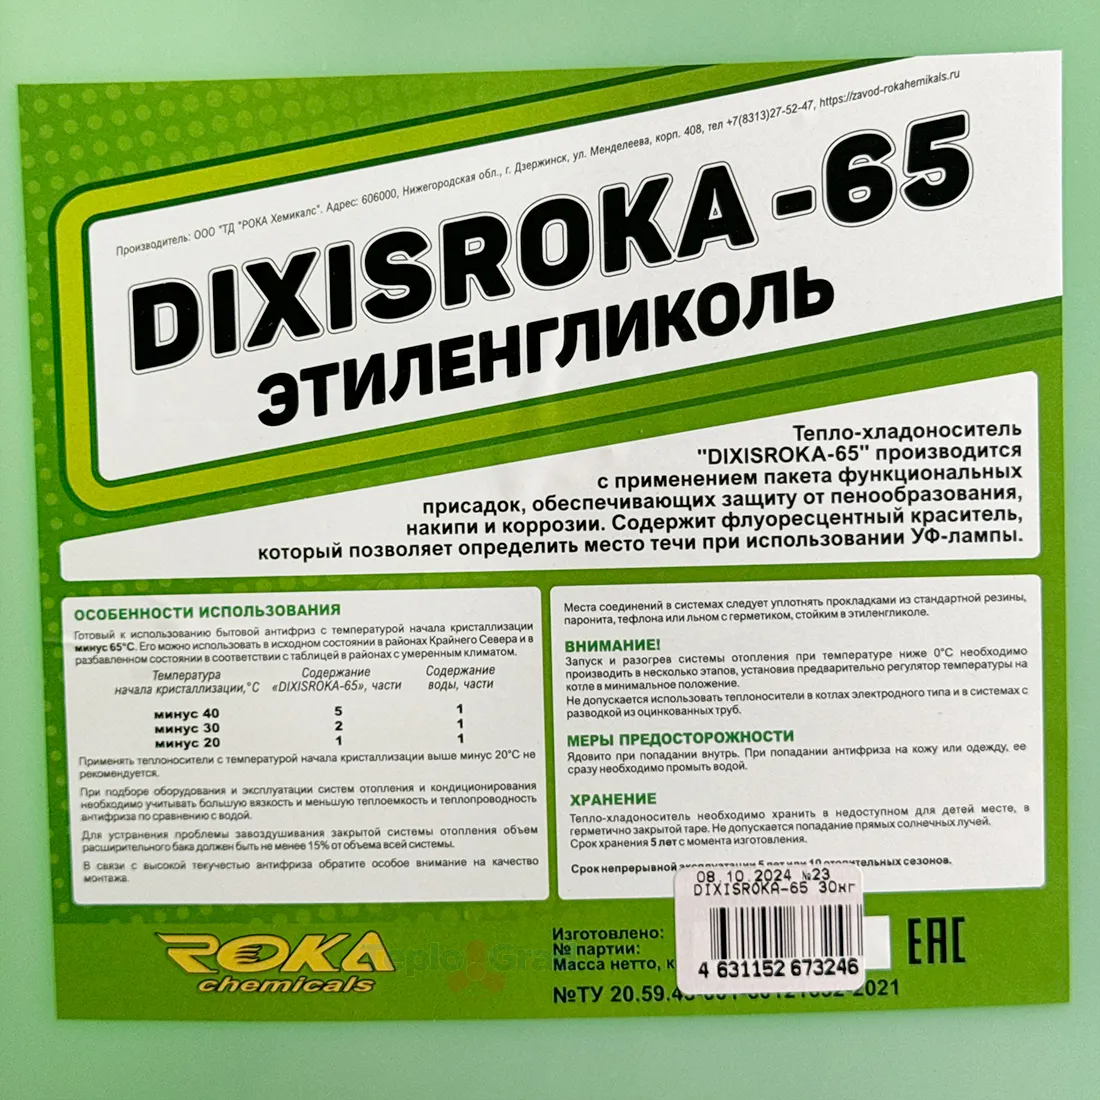 Производитель: ООО "ТД "РОКА Хемикалс". Адрес: 606000, Нижегородская обл., г. Дзержинск, ул. Менделеева, корп. 408, тел +7(8313)27-52-47, https://zavod-rokahemikals.ru
DIXISROKA -65
ЭТИЛЕНГЛИКОЛЬ
Тепло-хладоноситель
"DIXISROKA-65" производится
с применением пакета функциональных
присадок, обеспечивающих защиту от пенообразования,
накипи и коррозии. Содержит флуоресцентный краситель,
который позволяет определить место течи при использовании УФ-лампы.
ОСОБЕННОСТИ ИСПОЛЬЗОВАНИЯ
Готовый к использованию бытовой антифриз с температурой начала кристаллизации
минус 65°С. Его можно использовать в исходном состоянии в районах Крайнего Севера и в
разбавленном состоянии в соответствии с таблицей в районах с умеренным климатом.
Температура Содержание Содержание
начала кристаллизации,°С «DIXISROKA-65», части воды, части
минус 40 5 1
минус 30 2 1
минус 20 1 1
Применять теплоносители с температурой начала кристаллизации выше минус 20°С не
рекомендуется.
При подборе оборудования и эксплуатации систем отопления и кондиционирования
необходимо учитывать большую вязкость и меньшую теплоемкость и теплопроводность
антифриза по сравнению с водой.
Для устранения проблемы завоздушивания закрытой системы отопления объем
расширительного бака должен быть не менее 15% от объема всей системы.
В связи с высокой текучестью антифриза обратите особое внимание на качество
монтажа.
Места соединений в системах следует уплотнять прокладками из стандартной резины,
паронита, тефлона или льном с герметиком, стойким в этиленгликоле.
ВНИМАНИЕ!
Запуск и разогрев системы отопления при температуре ниже 0°С необходимо
производить в несколько этапов, установив предварительно регулятор температуры на
котле в минимальное положение.
Не допускается использовать теплоносители в котлах электродного типа и в системах с
разводкой из оцинкованных труб.
МЕРЫ ПРЕДОСТОРОЖНОСТИ
Ядовито при попадании внутрь. При попадании антифриза на кожу или одежду, ее
сразу необходимо промыть водой.
ХРАНЕНИЕ
Тепло-хладоноситель необходимо хранить в недоступном для детей месте, в
герметично закрытой таре. Не допускается попадание прямых солнечных лучей.
Срок хранения 5 лет с момента изготовления.
Срок непрерывной эксплуатации 5 лет или 10 отопительных сезонов.
08.10.2024 №23
DIXISROKA-65 30кг
4 631152 673246
ROKA
chemicals
Изготовлено:
№ партии:
Масса нетто, к
№ТУ 20.59.4
2021
EAC